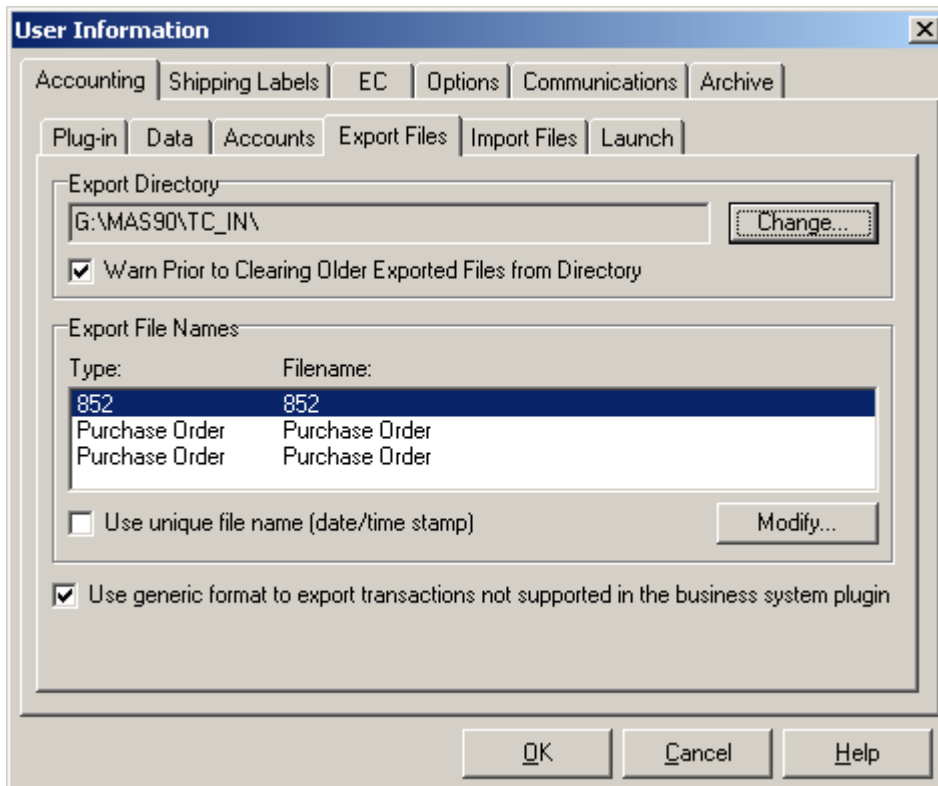 User Information
Accounting Shipping Labels EC Options Communications Archive
Plug-in Data Accounts Export Files Import Files Launch
Export Directory
G:\MAS90\TC_IN\ Change...
Warn Prior to Clearing Older Exported Files from Directory
Export File Names
Type: Filename:
852 852
Purchase Order Purchase Order
Purchase Order Purchase Order
Use unique file name (date/time stamp) Modify...
Use generic format to export transactions not supported in the business system plugin
OK Cancel Help